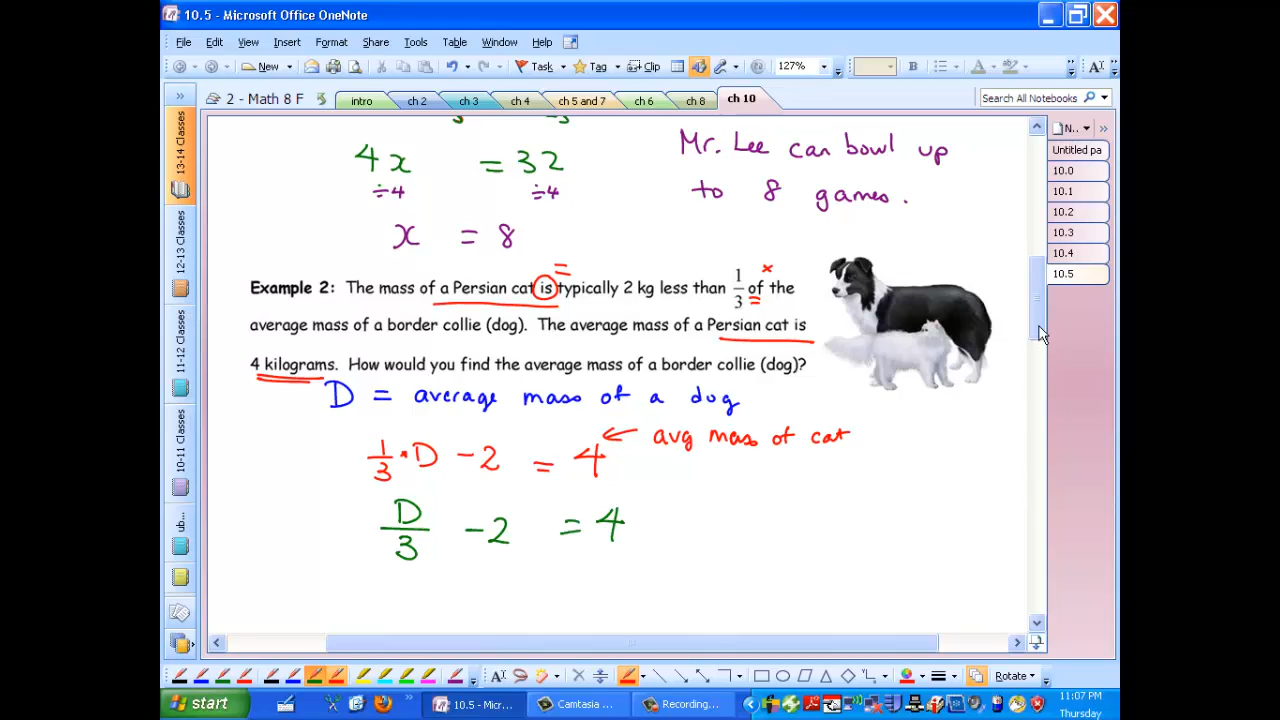 10.5 - Microsoft Office OneNote
File Edit View Insert Format Share Tools Table Window Help
New Task Tag Clip 127% B A A
2 - Math 8 F intro ch 2 ch 3 ch 4 ch 5 and 7 ch 6 ch 8 ch 10 Search All Notebooks
13-14 Classes
12-13 Classes
11-12 Classes
10-11 Classes
ub...
N..
Untitled pa
10.0
10.1
10.2
10.3
10.4
10.5
4x = 32
÷4 ÷4
x = 8
Mr. Lee can bowl up
to 8 games.
= ×
Example 2: The mass of a Persian cat is typically 2 kg less than 1/3 of the
average mass of a border collie (dog). The average mass of a Persian cat is
4 kilograms. How would you find the average mass of a border collie (dog)?
D = average mass of a dog
1/3 · D - 2 = 4 ← avg mass of cat
D/3 - 2 = 4
A Rotate
start 10.5 - Micr... Camtasia ... Recording... 11:07 PM
Thursday